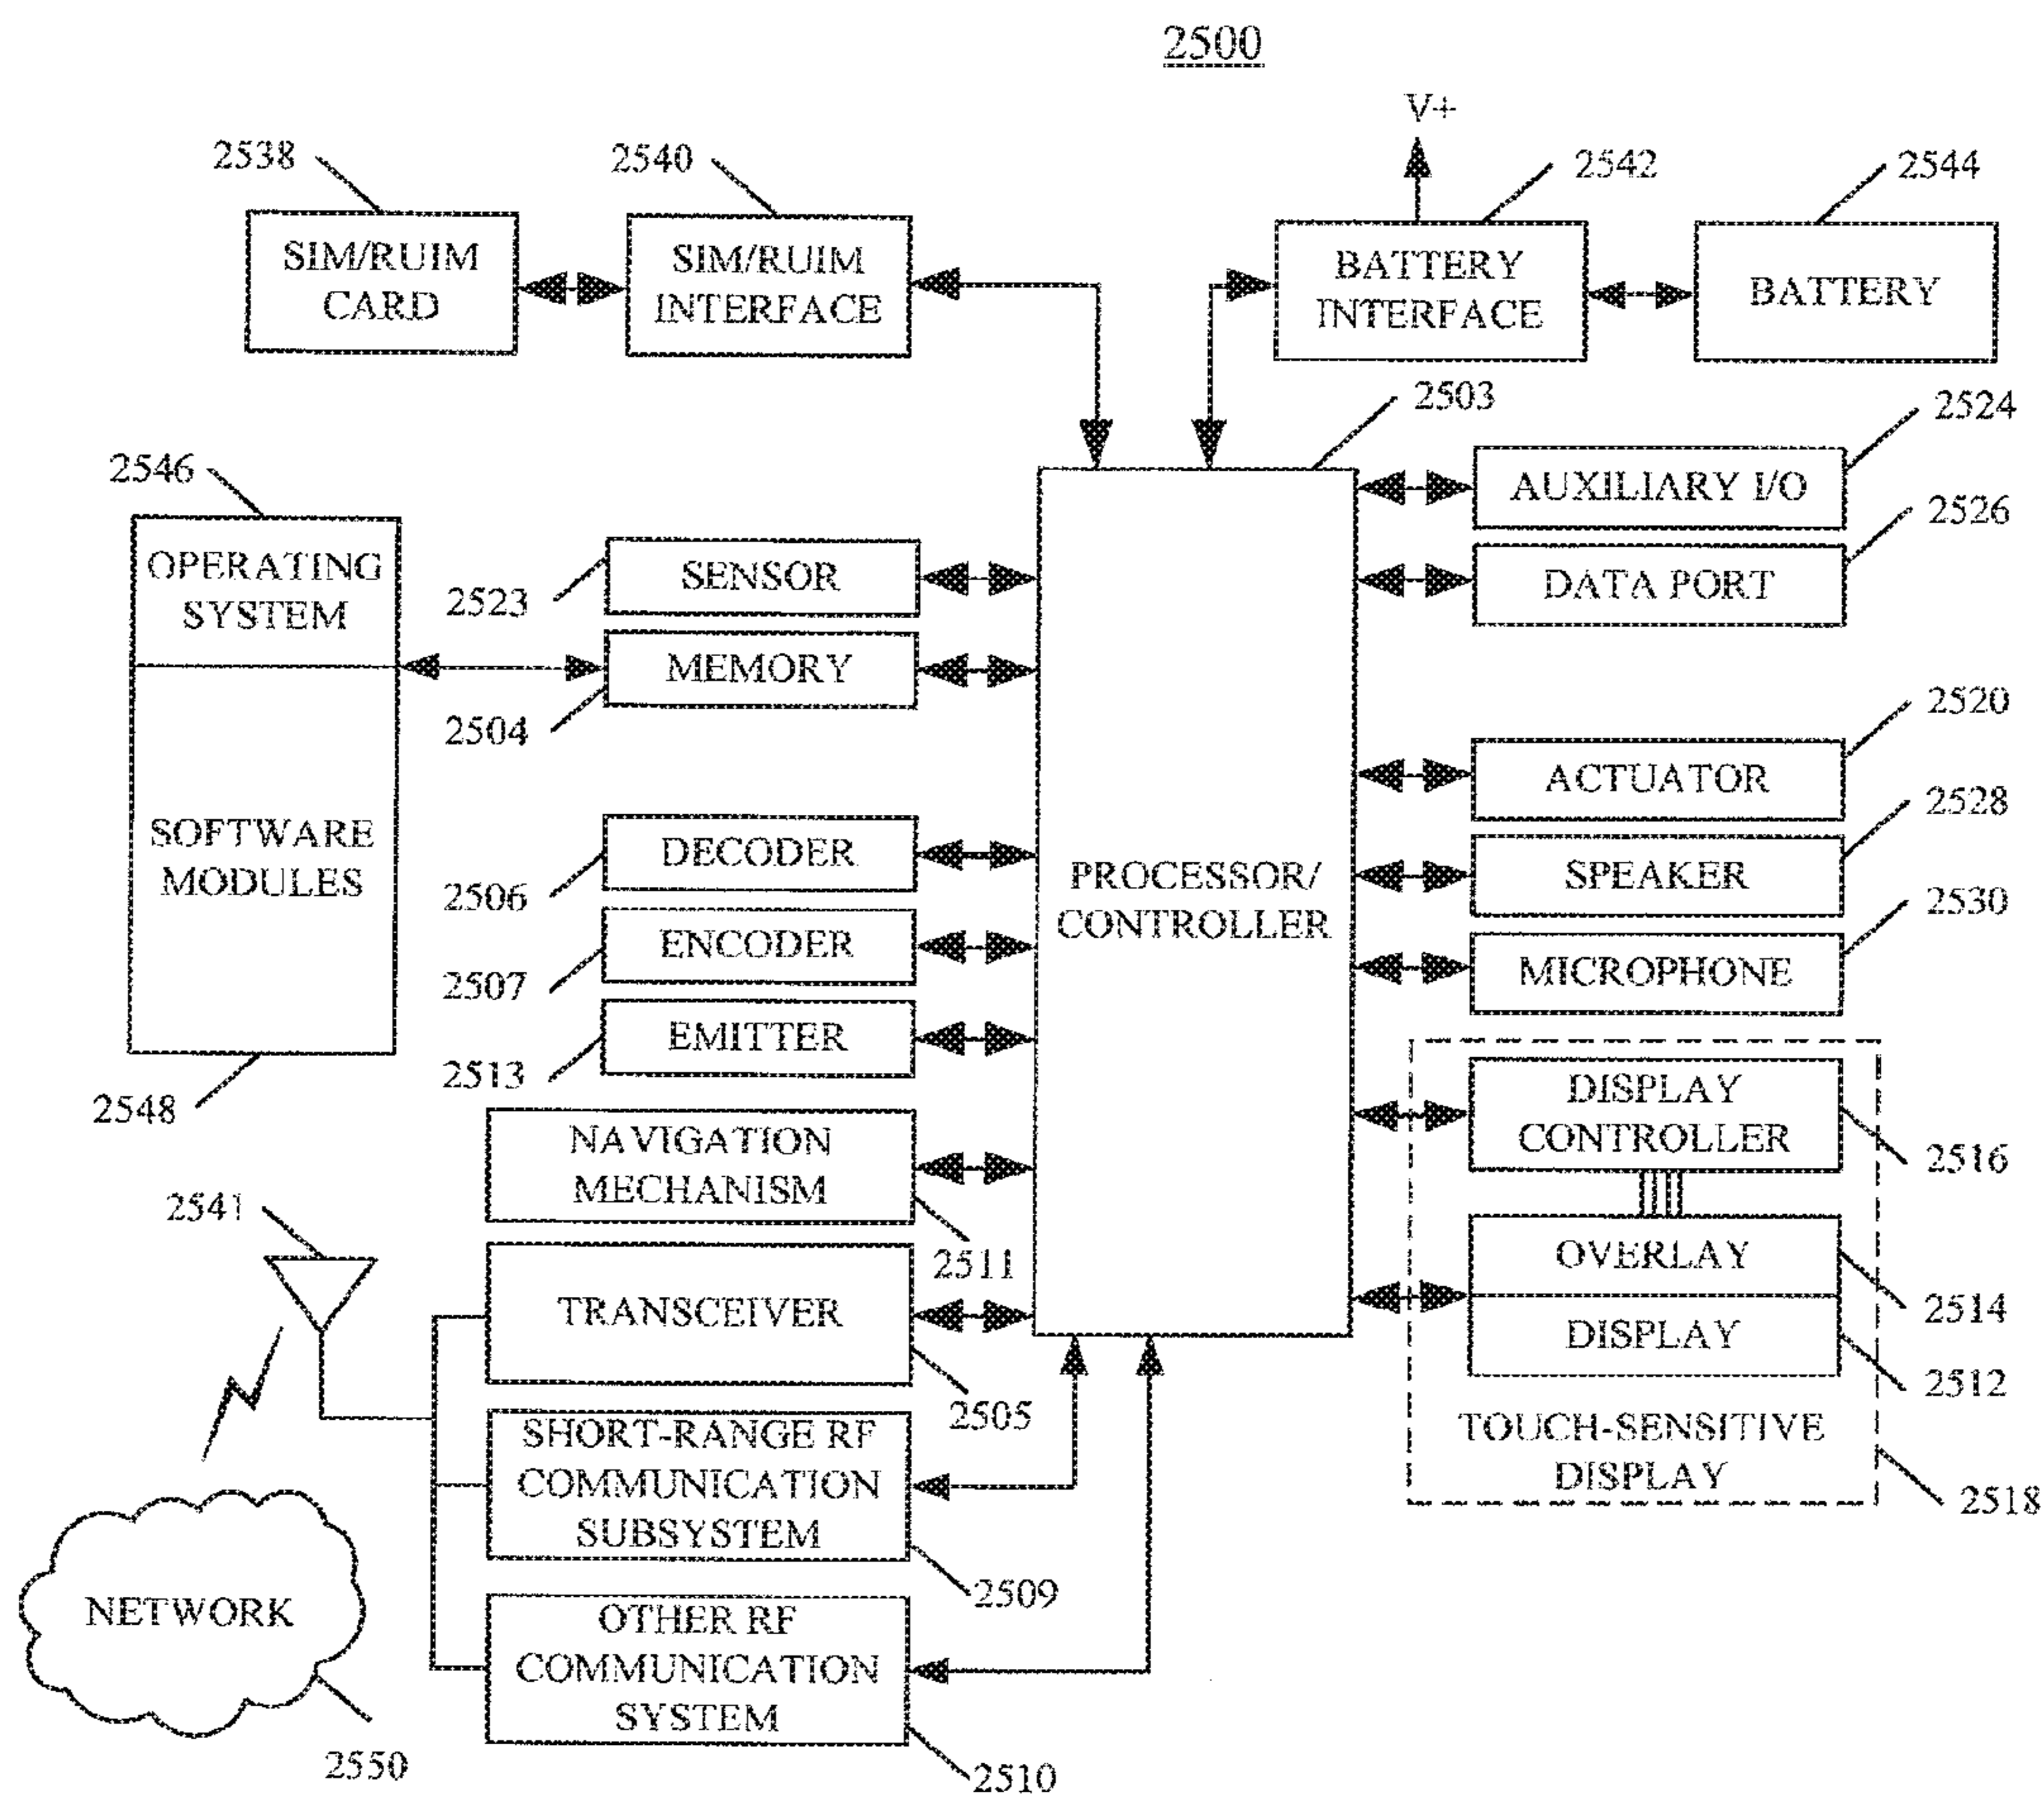 2500
V+
2538
2540
2542
2544
SIM/RUIM
CARD
SIM/RUIM
INTERFACE
BATTERY
INTERFACE
BATTERY
2503
2524
2546
AUXILIARY I/O
2526
OPERATING
SYSTEM
2523
SENSOR
DATA PORT
MEMORY
2504
2520
ACTUATOR
2528
SOFTWARE
MODULES
DECODER
2506
PROCESSOR/
CONTROLLER
SPEAKER
2530
ENCODER
2507
MICROPHONE
EMITTER
2513
2548
DISPLAY
CONTROLLER
2516
NAVIGATION
MECHANISM
2511
2541
OVERLAY
2514
TRANSCEIVER
2505
DISPLAY
2512
TOUCH-SENSITIVE
DISPLAY
2518
SHORT-RANGE RF
COMMUNICATION
SUBSYSTEM
2509
NETWORK
2550
OTHER RF
COMMUNICATION
SYSTEM
2510